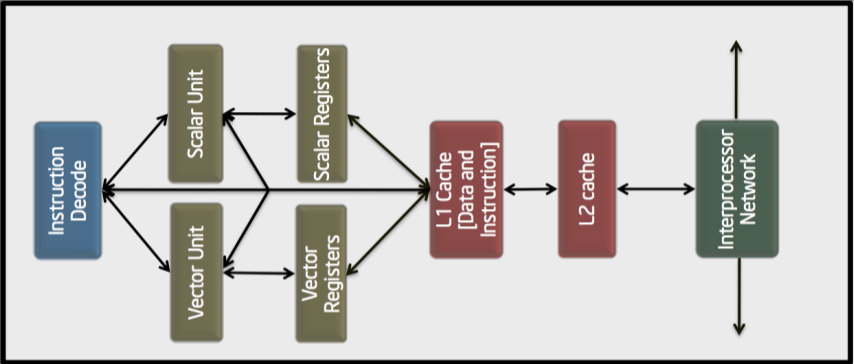 Instruction
Decode
Scalar Unit
Vector Unit
Scalar Registers
Vector
Registers
L1 Cache
[Data and
Instruction]
L2 cache
Interprocessor
Network